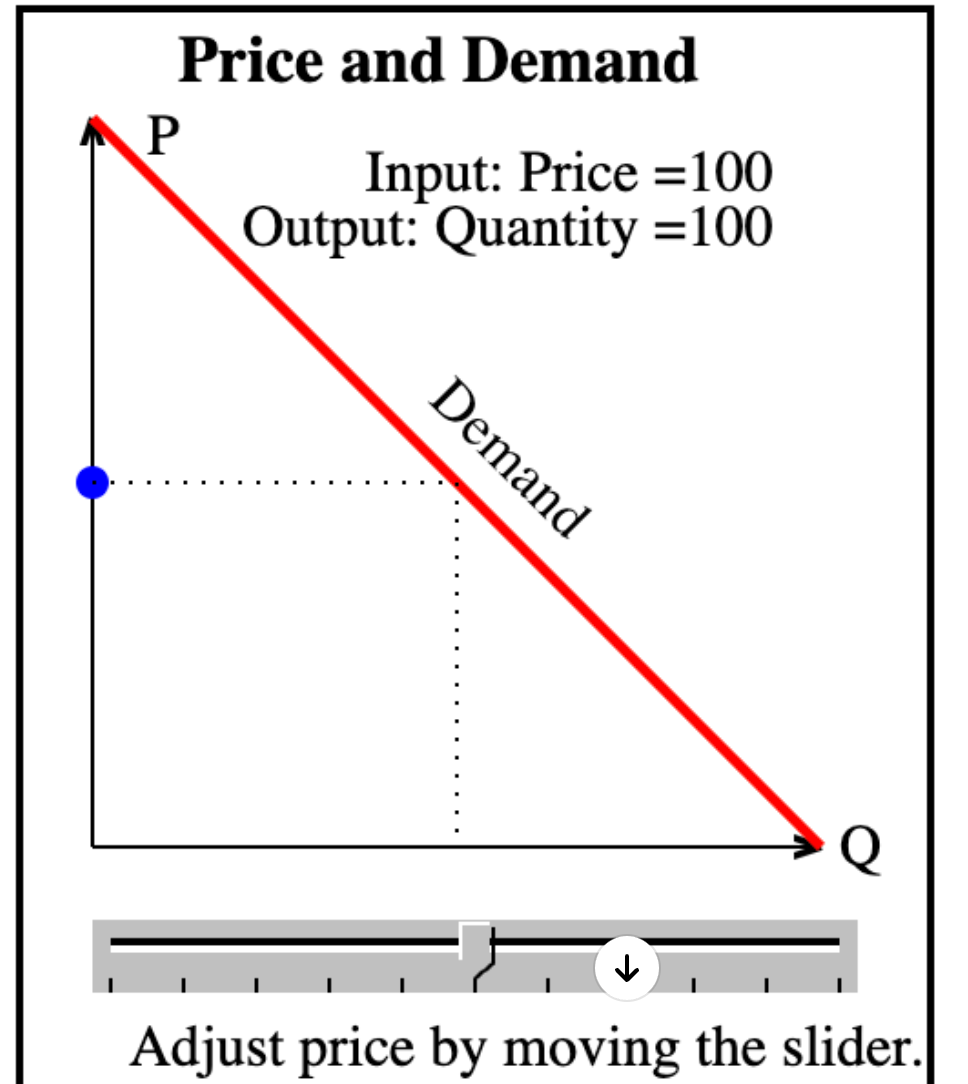 Price and Demand
P
Input: Price =100
Output: Quantity =100
Demand
Q
Adjust price by moving the slider.